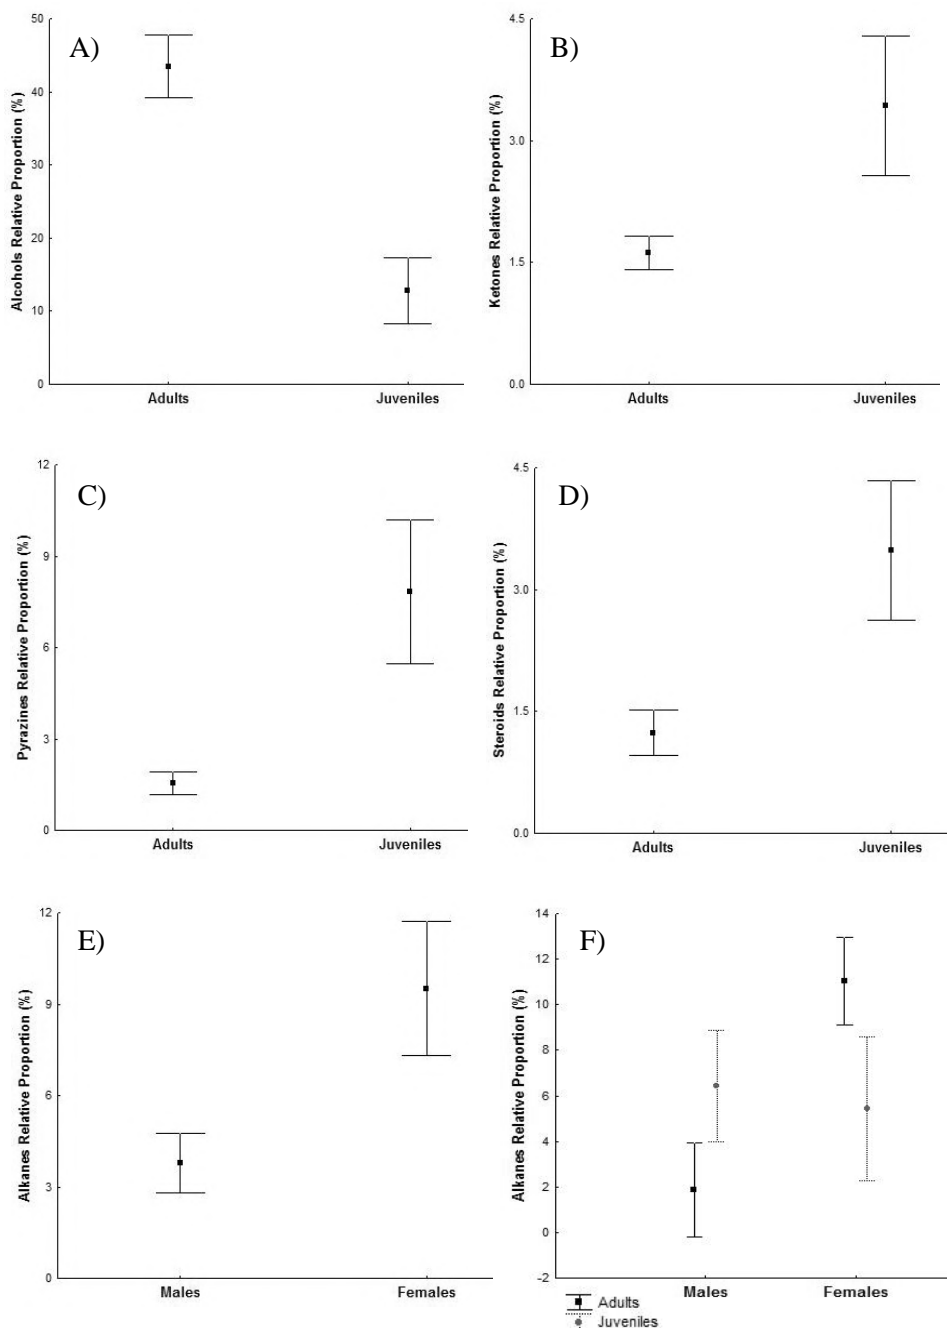 A)
Alcohols Relative Proportion (%)
50
40
30
20
10
0
Adults
Juveniles
B)
Ketones Relative Proportion (%)
4.5
3.0
1.5
0.0
Adults
Juveniles
C)
Pyrazines Relative Proportion (%)
12
9
6
3
0
Adults
Juveniles
D)
Steroids Relative Proportion (%)
4.5
3.0
1.5
0.0
Adults
Juveniles
E)
Alkanes Relative Proportion (%)
12
9
6
3
0
Males
Females
F)
Alkanes Relative Proportion (%)
14
12
10
8
6
4
2
0
-2
Males
Females
Adults
Juveniles